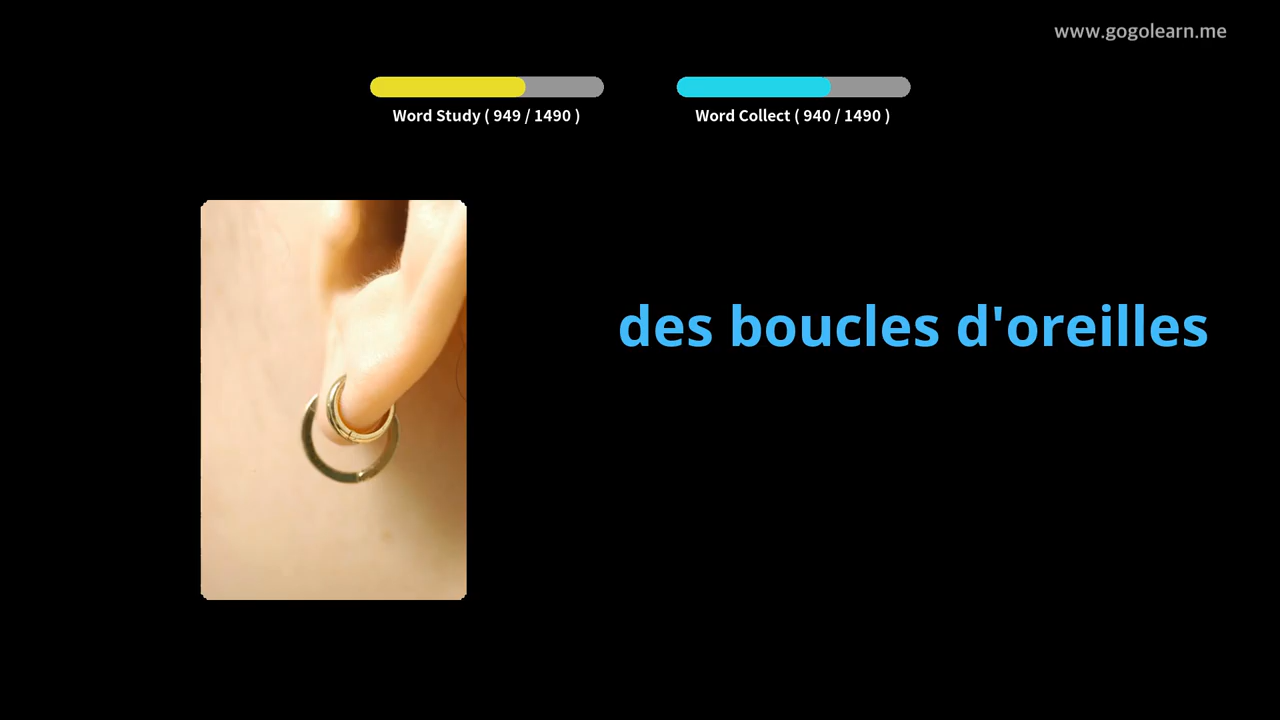 www.gogolearn.me
Word Study ( 949 / 1490 )
Word Collect ( 940 / 1490 )
des boucles d'oreilles